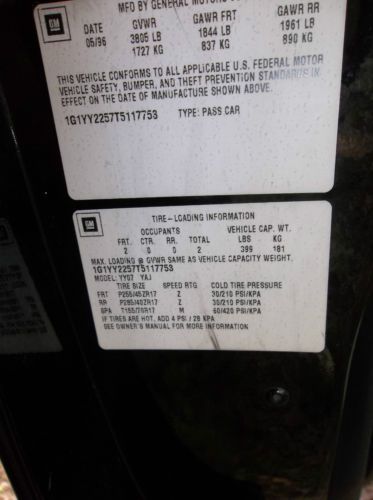 GM
MFD BY GENERAL MOTORS
DATE GVWR GAWR FRT GAWR RR
05/96 3805 LB 1844 LB 1961 LB
1727 KG 837 KG 890 KG
THIS VEHICLE CONFORMS TO ALL APPLICABLE U.S. FEDERAL MOTOR
VEHICLE SAFETY, BUMPER, AND THEFT PREVENTION STANDARDS IN
EFFECT ON THE DATE OF MANUFACTURE SHOWN ABOVE.
1G1YY2257T5117753 TYPE: PASS CAR
GM
TIRE-LOADING INFORMATION
OCCUPANTS VEHICLE CAP. WT.
FRT. CTR. RR. TOTAL LBS KG
2 0 0 2 399 181
MAX. LOADING @ GVWR SAME AS VEHICLE CAPACITY WEIGHT.
1G1YY2257T5117753
MODEL: YY07 YAJ
TIRE SIZE SPEED RTG COLD TIRE PRESSURE
FRT P255/45ZR17 Z 30/210 PSI/KPA
RR P285/40ZR17 Z 30/210 PSI/KPA
SPA T155/70R17 M 60/420 PSI/KPA
IF TIRES ARE HOT, ADD 4 PSI / 28 KPA
SEE OWNER'S MANUAL FOR MORE INFORMATION